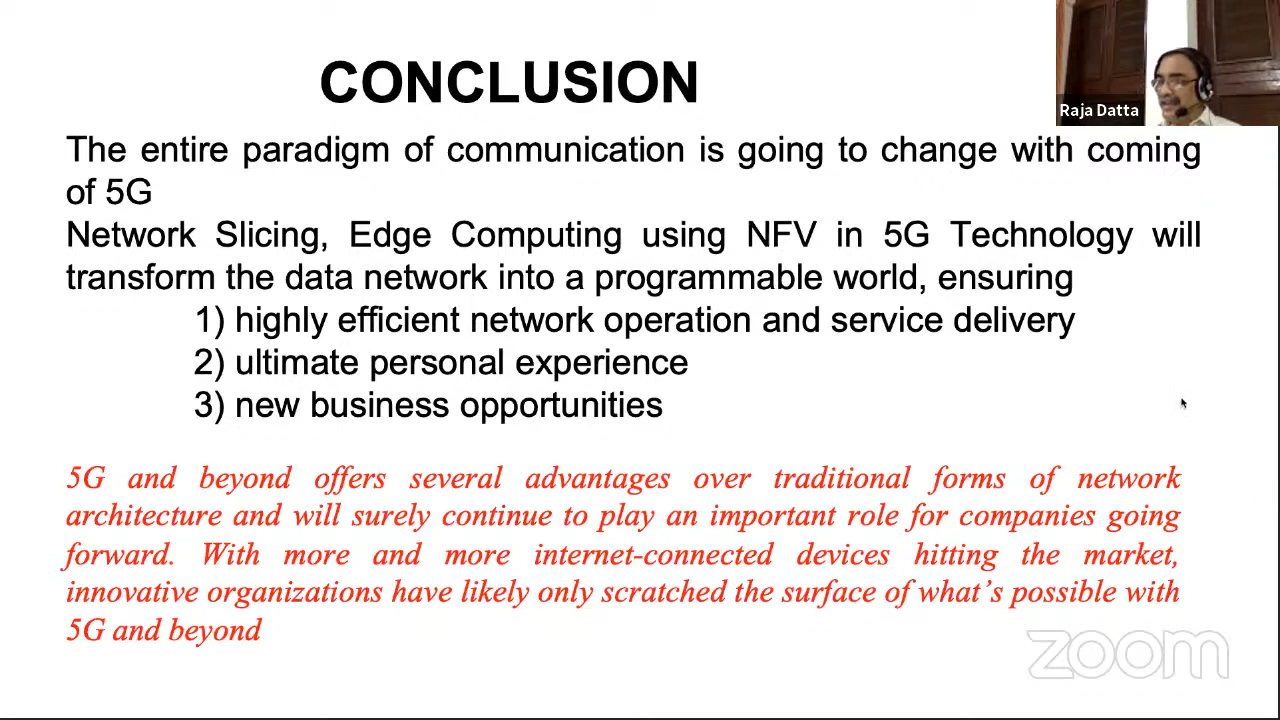 CONCLUSION
Raja Datta
The entire paradigm of communication is going to change with coming
of 5G
Network Slicing, Edge Computing using NFV in 5G Technology will
transform the data network into a programmable world, ensuring
1) highly efficient network operation and service delivery
2) ultimate personal experience
3) new business opportunities
5G and beyond offers several advantages over traditional forms of network
architecture and will surely continue to play an important role for companies going
forward. With more and more internet-connected devices hitting the market,
innovative organizations have likely only scratched the surface of what’s possible with
5G and beyond
zoom